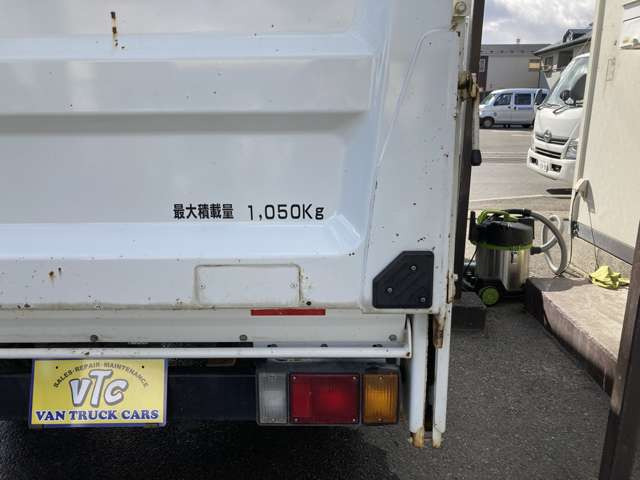 最大積載量 1,050Kg
SALES・REPAIR・MAINTENANCE
VTC
VAN TRUCK CARS